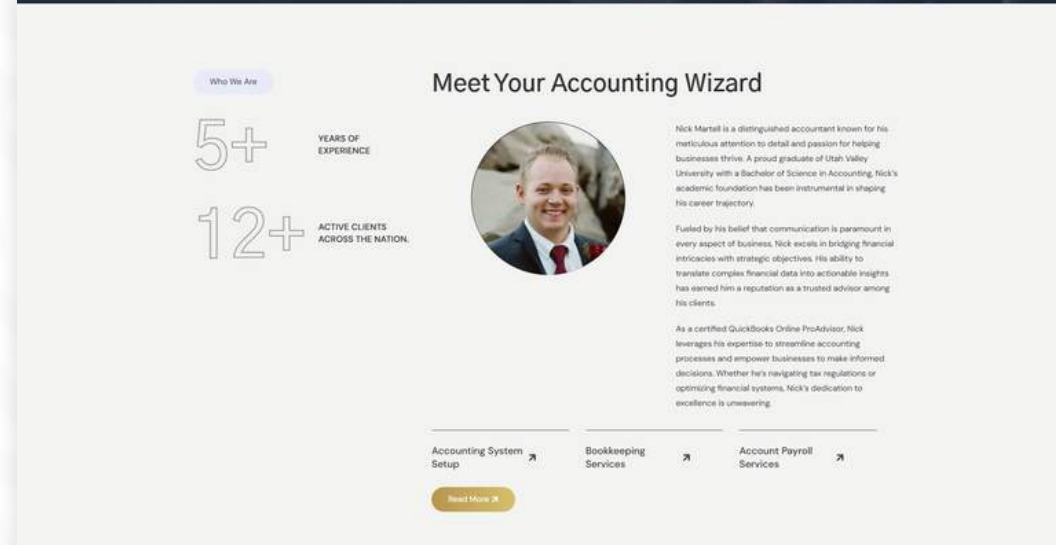 Who We Are
5+
YEARS OF
EXPERIENCE
12+
ACTIVE CLIENTS
ACROSS THE NATION.
Meet Your Accounting Wizard
Nick Martell is a distinguished accountant known for his
meticulous attention to detail and passion for helping
businesses thrive. A proud graduate of Utah Valley
University with a Bachelor of Science in Accounting, Nick's
academic foundation has been instrumental in shaping
his career trajectory.
Fueled by his belief that communication is paramount in
every aspect of business, Nick excels in bridging financial
intricacies with strategic objectives. His ability to
translate complex financial data into actionable insights
has earned him a reputation as a trusted advisor among
his clients.
As a certified QuickBooks Online ProAdvisor, Nick
leverages his expertise to streamline accounting
processes and empower businesses to make informed
decisions. Whether he's navigating tax regulations or
optimizing financial systems, Nick's dedication to
excellence is unwavering.
Accounting System
Setup
Bookkeeping
Services
Account Payroll
Services
Read More